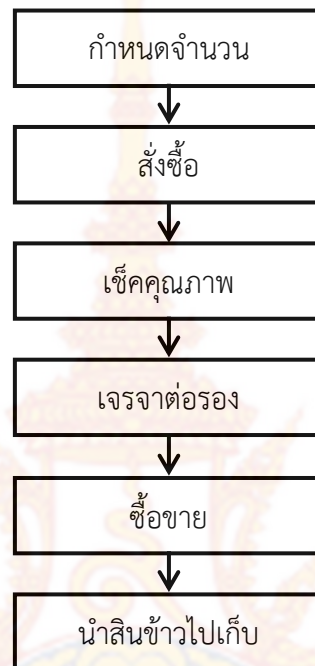 กำหนดจำนวน
สั่งซื้อ
เช็คคุณภาพ
เจรจาต่อรอง
ซื้อขาย
นำสินข้าวไปเก็บ